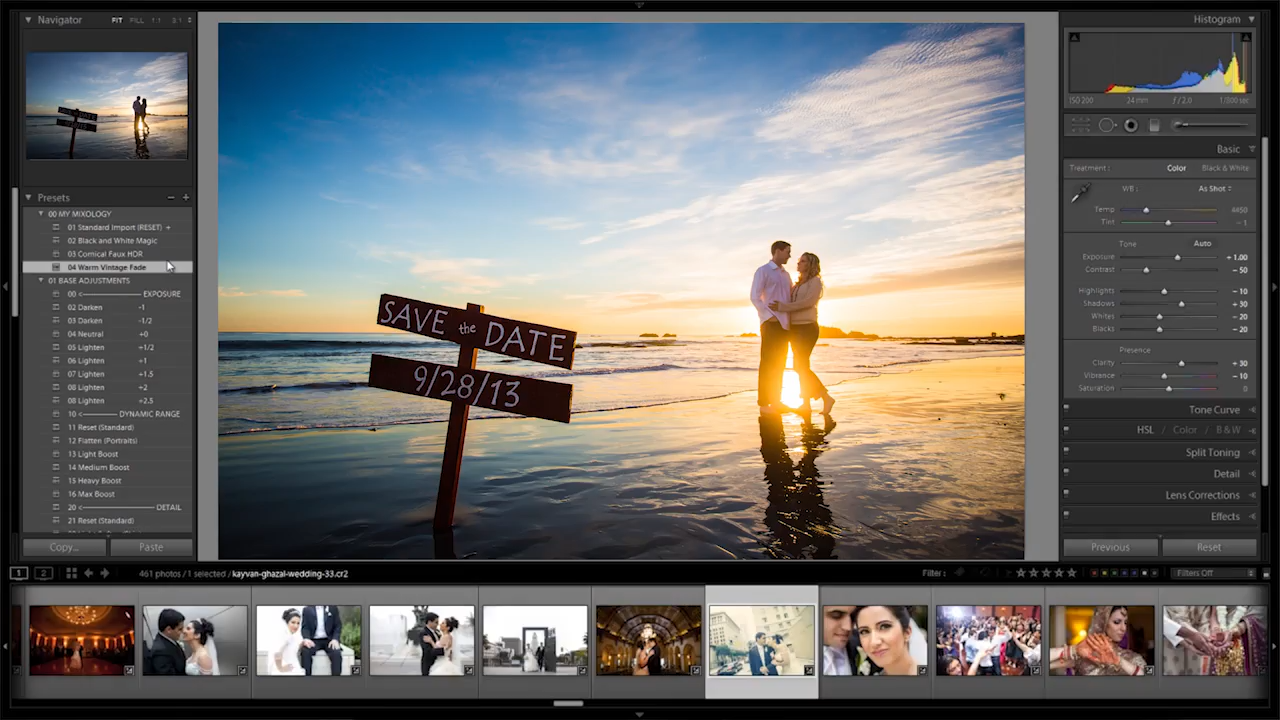 Navigator
FIT FILL 1:1 3:1
Histogram
ISO 200 24 mm f / 2.0 1/800 sec
Basic
Treatment : Color Black & White
WB : As Shot
Temp 4450
Tint - 1
Tone Auto
Exposure + 1.00
Contrast - 50
Highlights - 10
Shadows + 30
Whites - 20
Blacks - 20
Presence
Clarity + 30
Vibrance - 10
Saturation 0
Tone Curve
HSL / Color / B & W
Split Toning
Detail
Lens Corrections
Effects
Previous Reset
Presets
00 MY MIXOLOGY
01 Standard Import (RESET) +
02 Black and White Magic
03 Comical Faux HDR
04 Warm Vintage Fade
01 BASE ADJUSTMENTS
00 <———— EXPOSURE
02 Darken -1
03 Darken -1/2
04 Neutral +0
05 Lighten +1/2
06 Lighten +1
07 Lighten +1.5
08 Lighten +2
08 Lighten +2.5
10 <———— DYNAMIC RANGE
11 Reset (Standard)
12 Flatten (Portraits)
13 Light Boost
14 Medium Boost
15 Heavy Boost
16 Max Boost
20 <———— DETAIL
21 Reset (Standard)
Copy... Paste
SAVE the DATE
9/28/13
1 2 461 photos / 1 selected / kayvan-ghazal-wedding-33.cr2
Filter : Filters Off